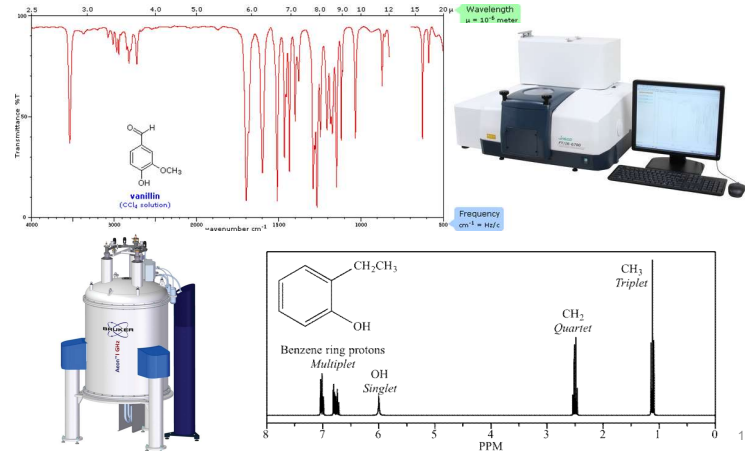 2.5 3.0 4.0 5.0 6.0 7.0 8.0 9.0 10 12 15 20 μ
Wavelength
μ = 10⁻⁶ meter
100
50
0
Transmittance %T
H
O
OCH₃
OH
vanillin
(CCl₄ solution)
4000 3000 2000 1500 1000 500
Wavenumber cm⁻¹
Frequency
cm⁻¹ = Hz/c
BRUKER
Aeon™1 GHz
CH₂CH₃
OH
Benzene ring protons
Multiplet
OH
Singlet
CH₂
Quartet
CH₃
Triplet
8 7 6 5 4 3 2 1 0
PPM
1